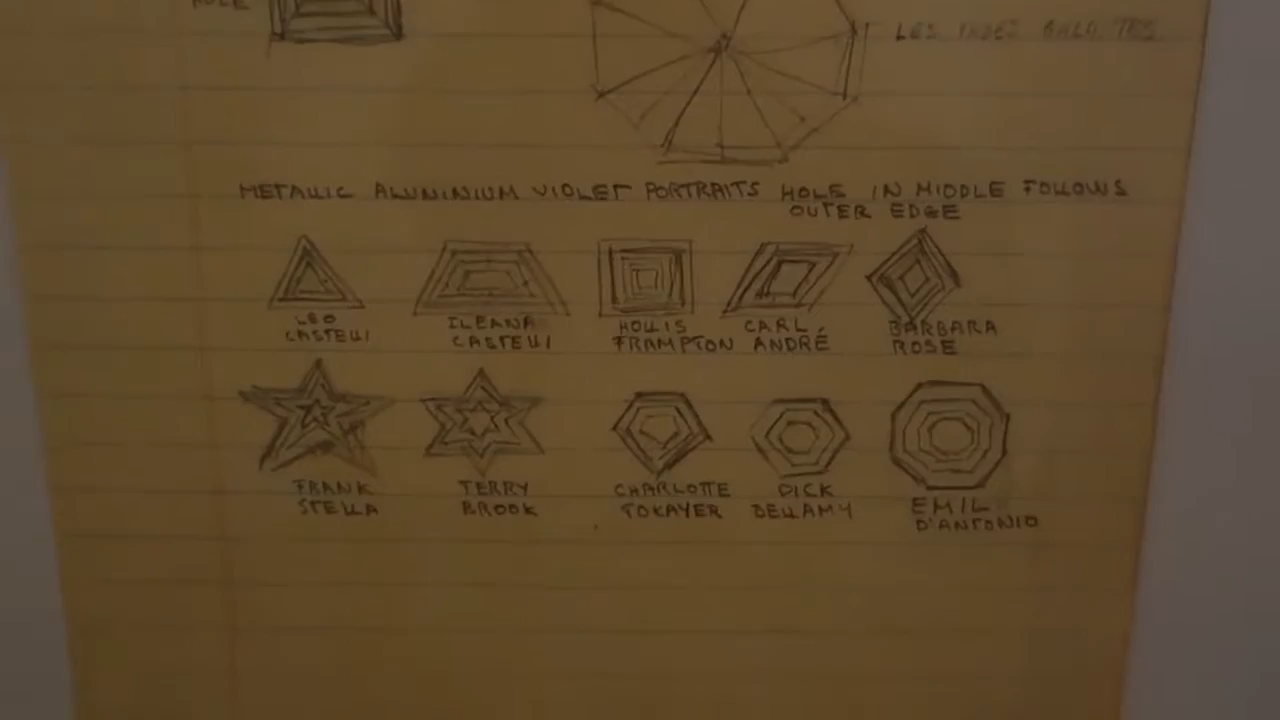 HOLE
METALLIC ALUMINIUM VIOLET PORTRAITS HOLE IN MIDDLE FOLLOWS
OUTER EDGE
LEO
CASTELLI
ILEANA
CASTELLI
HOLLIS
FRAMPTON
CARL
ANDRÉ
BARBARA
ROSE
FRANK
STELLA
TERRY
BROOK
CHARLOTTE
TOKAYER
DICK
BELLAMY
EMIL
D'ANTONIO